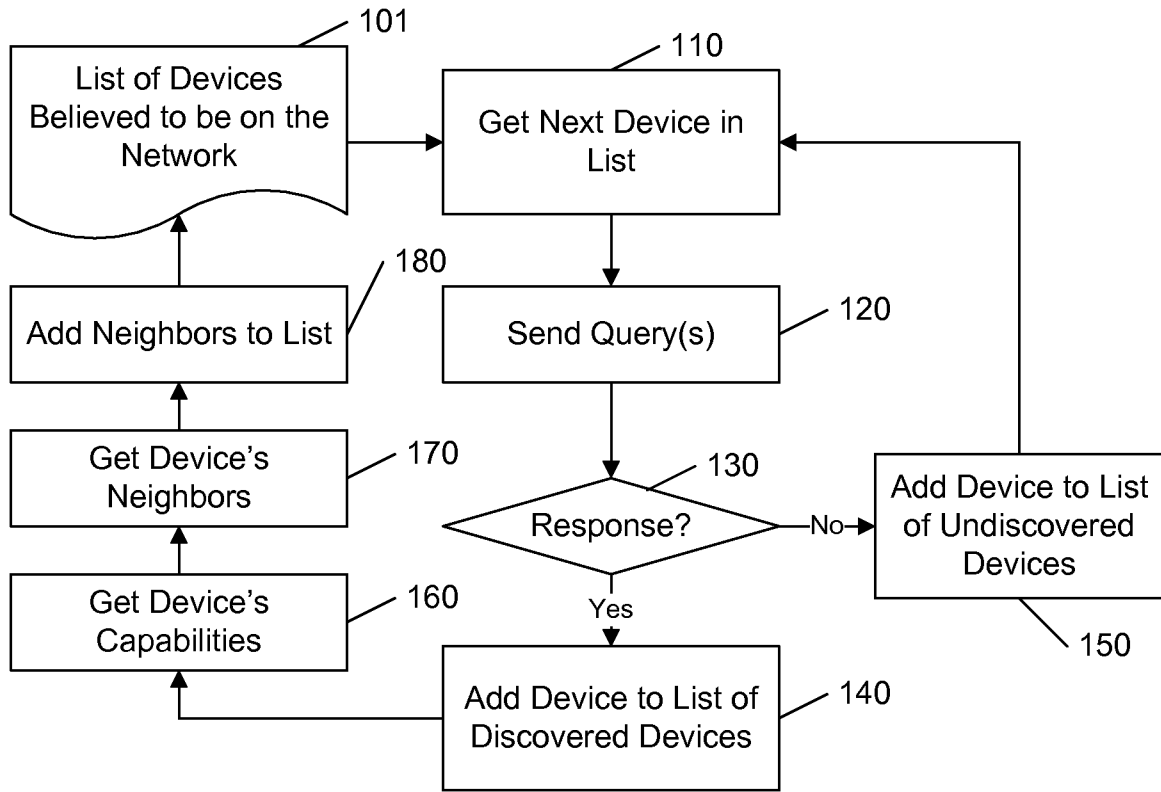 101
List of Devices
Believed to be on the
Network
110
Get Next Device in
List
180
Add Neighbors to List
120
Send Query(s)
170
Get Device’s
Neighbors
130
Response?
No
Add Device to List
of Undiscovered
Devices
150
160
Get Device’s
Capabilities
Yes
140
Add Device to List of
Discovered Devices